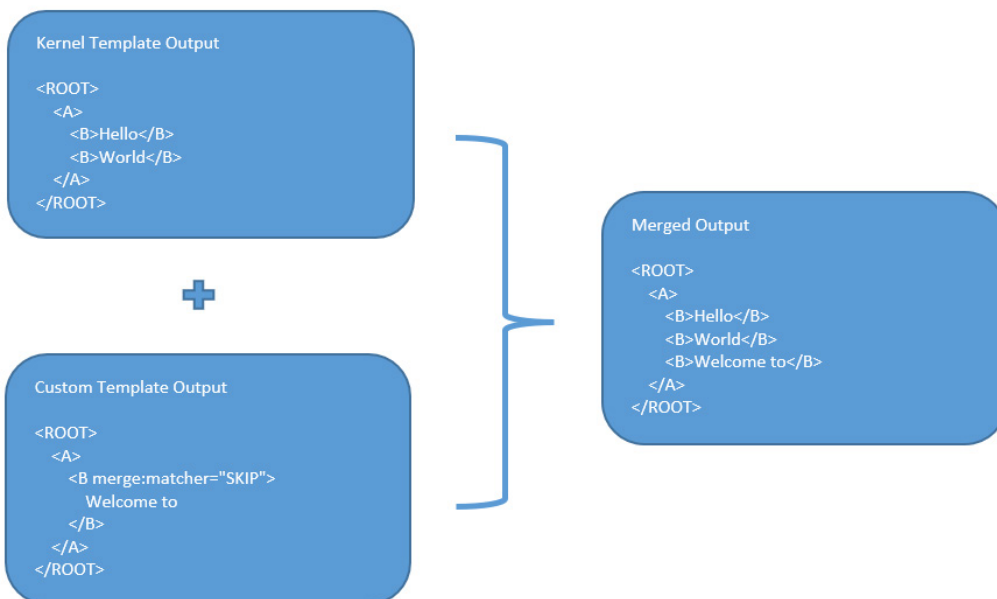 Kernel Template Output
<ROOT>
<A>
<B>Hello</B>
<B>World</B>
</A>
</ROOT>
Custom Template Output
<ROOT>
<A>
<B merge:matcher="SKIP">
Welcome to
</B>
</A>
</ROOT>
Merged Output
<ROOT>
<A>
<B>Hello</B>
<B>World</B>
<B>Welcome to</B>
</A>
</ROOT>